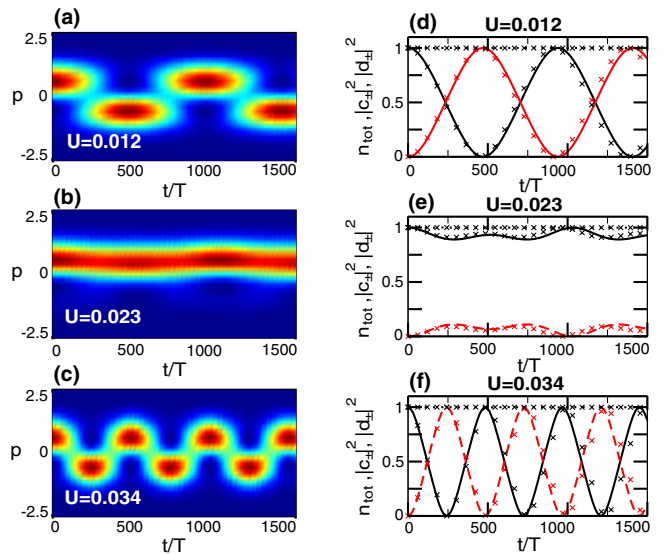 (a)
2.5
p
0
-2.5
U=0.012
0 500 1000 1500
t/T
(b)
2.5
p
0
-2.5
U=0.023
0 500 1000 1500
t/T
(c)
2.5
p
0
-2.5
U=0.034
0 500 1000 1500
t/T
(d) U=0.012
n_tot, |c_±|^2, |d_±|^2
1
0.5
0
0 500 1000 1500
t/T
(e) U=0.023
n_tot, |c_±|^2, |d_±|^2
1
0.5
0
0 500 1000 1500
t/T
(f) U=0.034
n_tot, |c_±|^2, |d_±|^2
1
0.5
0
0 500 1000 1500
t/T